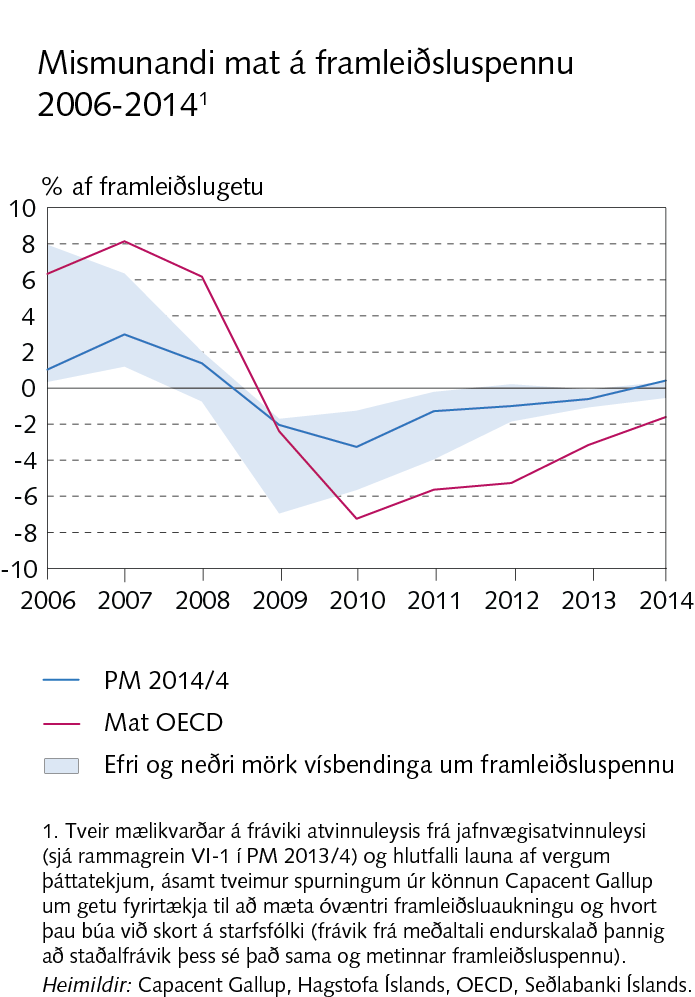 Mismunandi mat á framleiðsluspennu
2006-2014¹
% af framleiðslugetu
10
8
6
4
2
0
-2
-4
-6
-8
-10
2006 2007 2008 2009 2010 2011 2012 2013 2014
PM 2014/4
Mat OECD
Efri og neðri mörk vísbendinga um framleiðsluspennu
1. Tveir mælikvarðar á fráviki atvinnuleysis frá jafnvægisatvinnuleysi
(sjá rammagrein VI-1 í PM 2013/4) og hlutfalli launa af vergum
þáttatekjum, ásamt tveimur spurningum úr könnun Capacent Gallup
um getu fyrirtækja til að mæta óvæntri framleiðsluaukningu og hvort
þau búa við skort á starfsfólki (frávik frá meðaltali endurskalað þannig
að staðalfrávik þess sé það sama og metinnar framleiðsluspennu).
Heimildir: Capacent Gallup, Hagstofa Íslands, OECD, Seðlabanki Íslands.